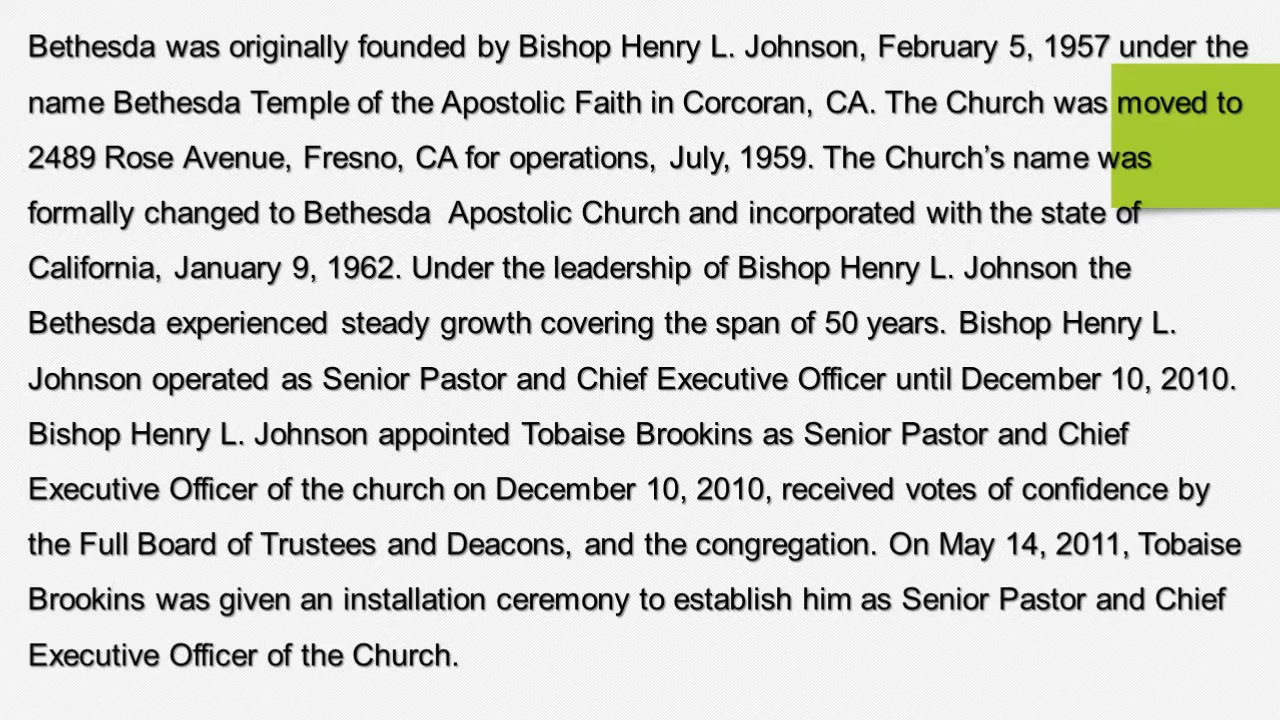 Bethesda was originally founded by Bishop Henry L. Johnson, February 5, 1957 under the
name Bethesda Temple of the Apostolic Faith in Corcoran, CA. The Church was moved to
2489 Rose Avenue, Fresno, CA for operations, July, 1959. The Church’s name was
formally changed to Bethesda  Apostolic Church and incorporated with the state of
California, January 9, 1962. Under the leadership of Bishop Henry L. Johnson the
Bethesda experienced steady growth covering the span of 50 years. Bishop Henry L.
Johnson operated as Senior Pastor and Chief Executive Officer until December 10, 2010.
Bishop Henry L. Johnson appointed Tobaise Brookins as Senior Pastor and Chief
Executive Officer of the church on December 10, 2010, received votes of confidence by
the Full Board of Trustees and Deacons, and the congregation. On May 14, 2011, Tobaise
Brookins was given an installation ceremony to establish him as Senior Pastor and Chief
Executive Officer of the Church.